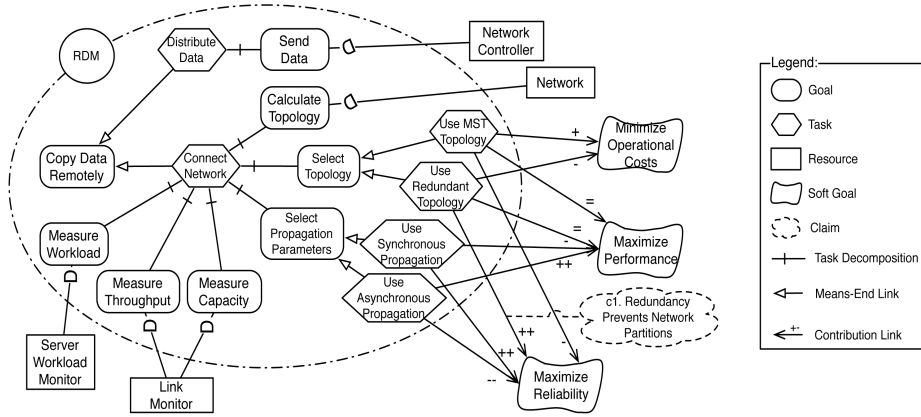 RDM
Distribute
Data
Send
Data
Network
Controller
Calculate
Topology
Network
Copy Data
Remotely
Connect
Network
Select
Topology
Use MST
Topology
Use
Redundant
Topology
+
-
Minimize
Operational
Costs
Select
Propagation
Parameters
Use
Synchronous
Propagation
Use
Asynchronous
Propagation
=
=
-
++
Maximize
Performance
Measure
Workload
Measure
Throughput
Measure
Capacity
c1. Redundancy
Prevents Network
Partitions
++
++
--
Maximize
Reliability
Server
Workload
Monitor
Link
Monitor
Legend:
Goal
Task
Resource
Soft Goal
Claim
Task Decomposition
Means-End Link
+-
Contribution Link